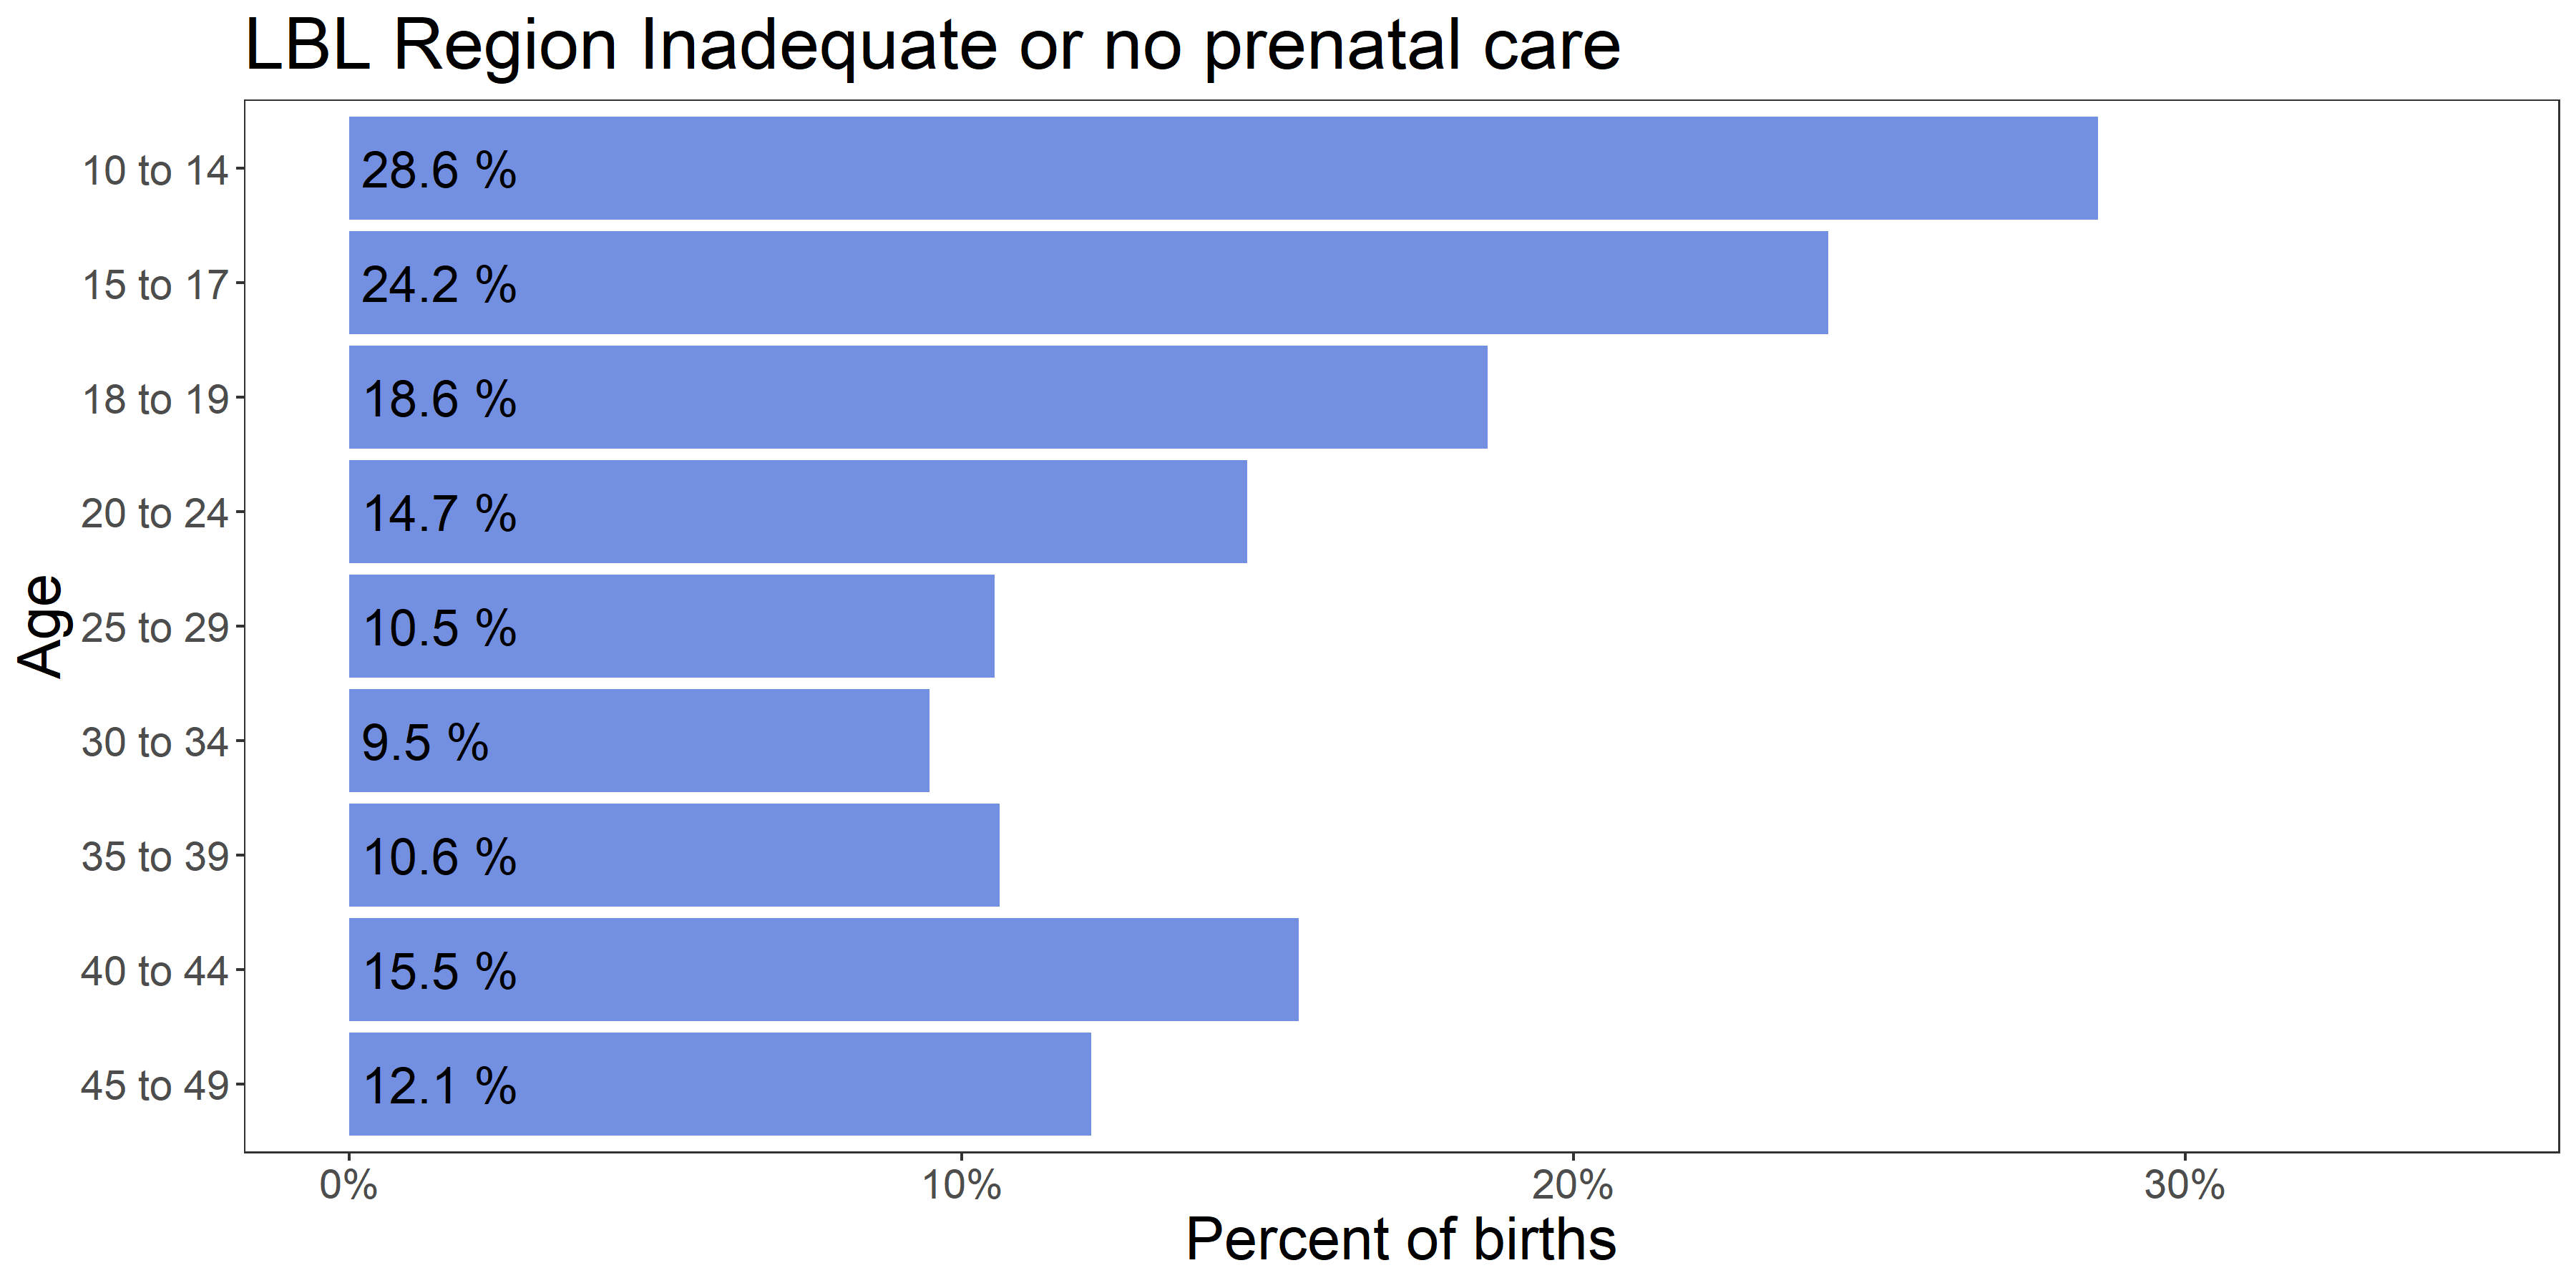 LBL Region Inadequate or no prenatal care
Age
10 to 14
28.6 %
15 to 17
24.2 %
18 to 19
18.6 %
20 to 24
14.7 %
25 to 29
10.5 %
30 to 34
9.5 %
35 to 39
10.6 %
40 to 44
15.5 %
45 to 49
12.1 %
0% 10% 20% 30%
Percent of births